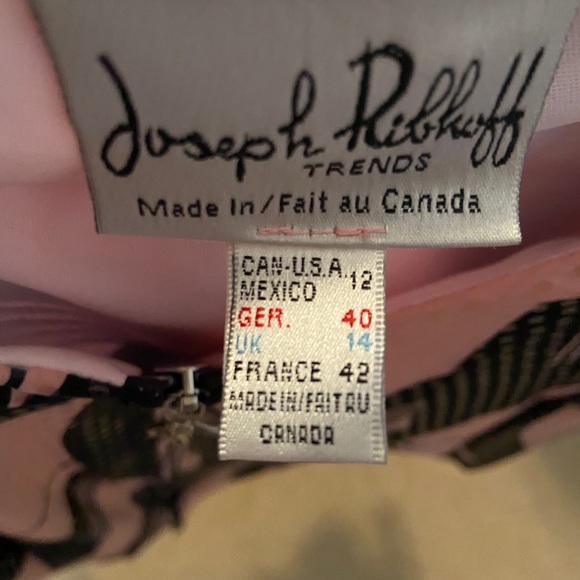 Joseph Ribkoff
TRENDS
Made In/Fait au Canada
CAN-U.S.A. 12
MEXICO
GER. 40
UK 14
FRANCE 42
MADE IN/FAIT AU
CANADA